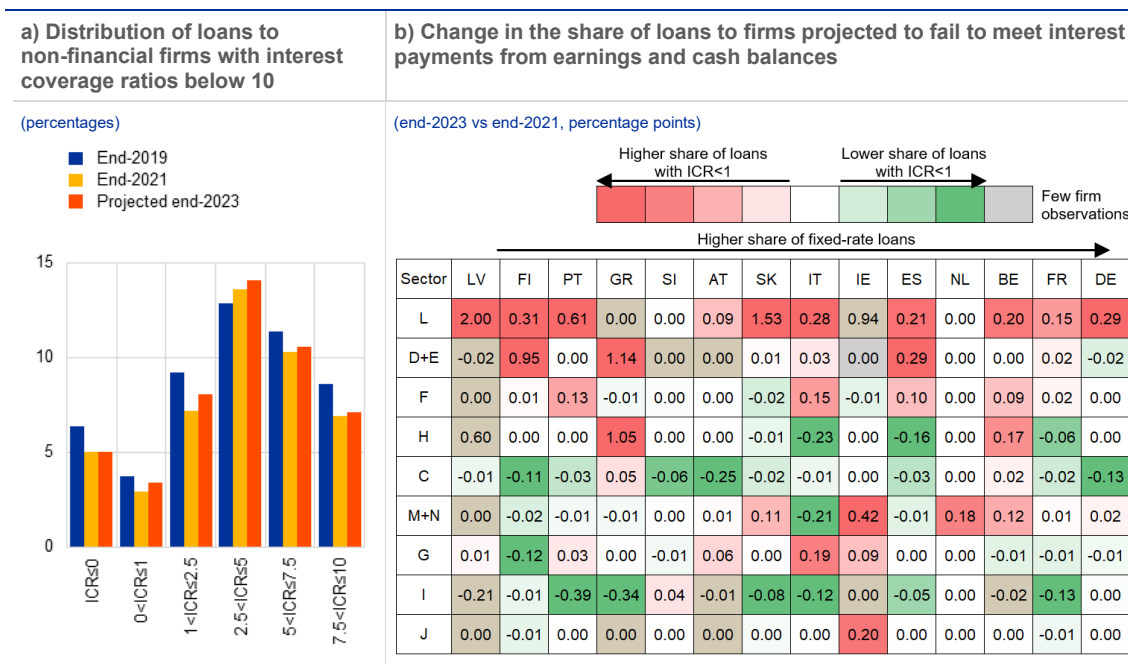 a) Distribution of loans to
non-financial firms with interest
coverage ratios below 10
(percentages)
End-2019
End-2021
Projected end-2023
15
10
5
0
ICR≤0
0<ICR≤1
1<ICR≤2.5
2.5<ICR≤5
5<ICR≤7.5
7.5<ICR≤10
b) Change in the share of loans to firms projected to fail to meet interest
payments from earnings and cash balances
(end-2023 vs end-2021, percentage points)
Higher share of loans
with ICR<1
Lower share of loans
with ICR<1
Few firm
observations
Higher share of fixed-rate loans
Sector LV FI PT GR SI AT SK IT IE ES NL BE FR DE
L 2.00 0.31 0.61 0.00 0.00 0.09 1.53 0.28 0.94 0.21 0.00 0.20 0.15 0.29
D+E -0.02 0.95 0.00 1.14 0.00 0.00 0.01 0.03 0.00 0.29 0.00 0.00 0.02 -0.02
F 0.00 0.01 0.13 -0.01 0.00 0.00 -0.02 0.15 -0.01 0.10 0.00 0.09 0.02 0.00
H 0.60 0.00 0.00 1.05 0.00 0.00 -0.01 -0.23 0.00 -0.16 0.00 0.17 -0.06 0.00
C -0.01 -0.11 -0.03 0.05 -0.06 -0.25 -0.02 -0.01 0.00 -0.03 0.00 0.02 -0.02 -0.13
M+N 0.00 -0.02 -0.01 -0.01 0.00 0.01 0.11 -0.21 0.42 -0.01 0.18 0.12 0.01 0.02
G 0.01 -0.12 0.03 0.00 -0.01 0.06 0.00 0.19 0.09 0.00 0.00 -0.01 -0.01 -0.01
I -0.21 -0.01 -0.39 -0.34 0.04 -0.01 -0.08 -0.12 0.00 -0.05 0.00 -0.02 -0.13 0.00
J 0.00 -0.01 0.00 0.00 0.00 0.00 0.00 0.00 0.20 0.00 0.00 0.00 -0.01 0.00